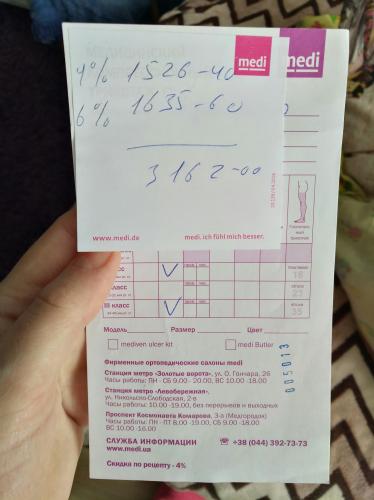 medi
medi
4% 1526-40
6% 1635-60
3162-00
www.medi.de
medi. ich fühl mich besser.
класс
класс
III класс
18
23
35
Модель Размер Цвет
mediven ulcer kit medi Butler
Фирменные ортопедические салоны medi
Станция метро «Золотые ворота», ул. О. Гончара, 26
Часы работы: ПН - СБ 9.00 - 20.00, ВС 10.00 -18.00
Станция метро «Левобережная»,
ул. Никольско-Слободская, 2-в
Часы работы: 10.00 -19.00, без перерывов и выходных
Проспект Космонавта Комарова, 3-а (Медгородок)
Часы работы: ПН - ПТ 8.00 -19.00, СБ 9.00 -18.00
ВС 10.00 -16.00
005013
СЛУЖБА ИНФОРМАЦИИ ☎ +38 (044) 392-73-73
www.medi.ua
Скидка по рецепту - 4%